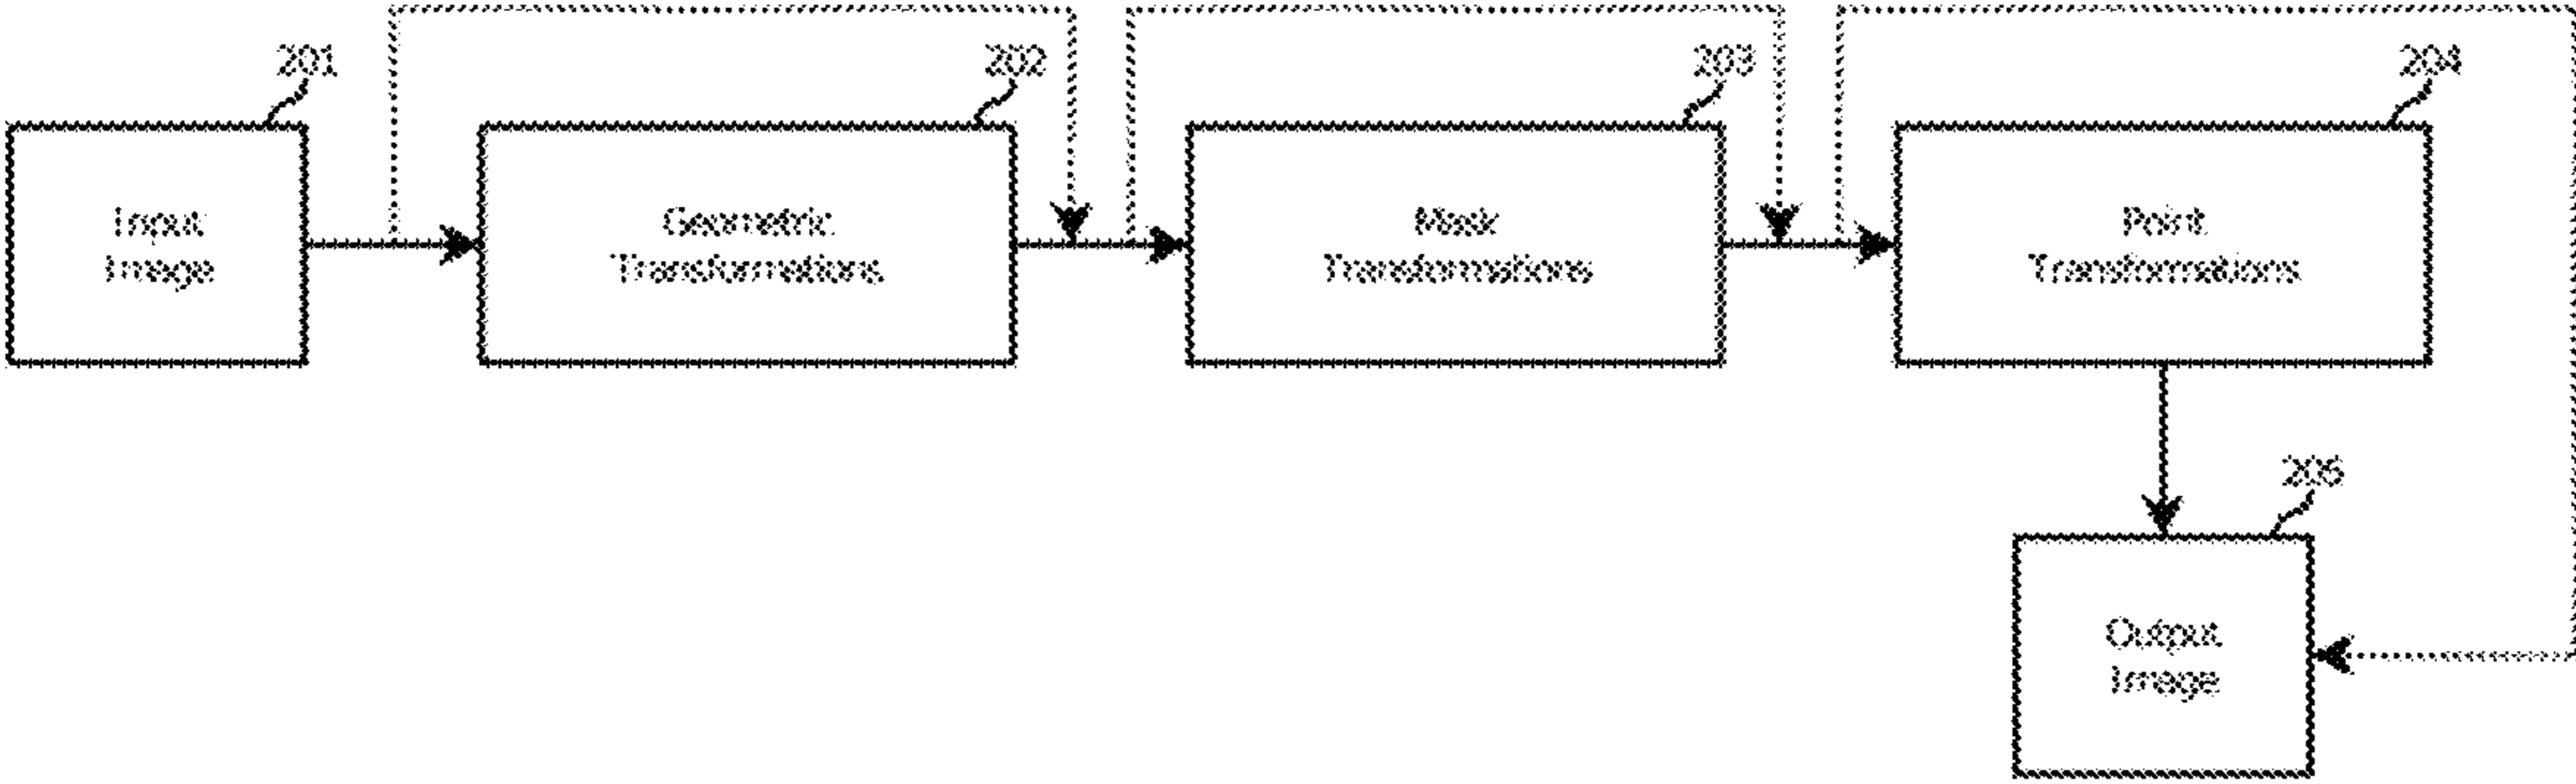 201
202
203
204
Input
Image
Geometric
Transformations
Mask
Transformations
Point
Transformations
205
Output
Image